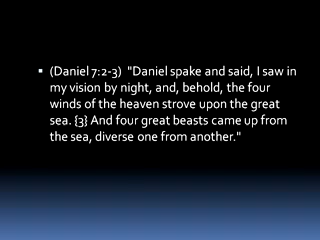 ▪ (Daniel 7:2-3) "Daniel spake and said, I saw in
my vision by night, and, behold, the four
winds of the heaven strove upon the great
sea. {3} And four great beasts came up from
the sea, diverse one from another."